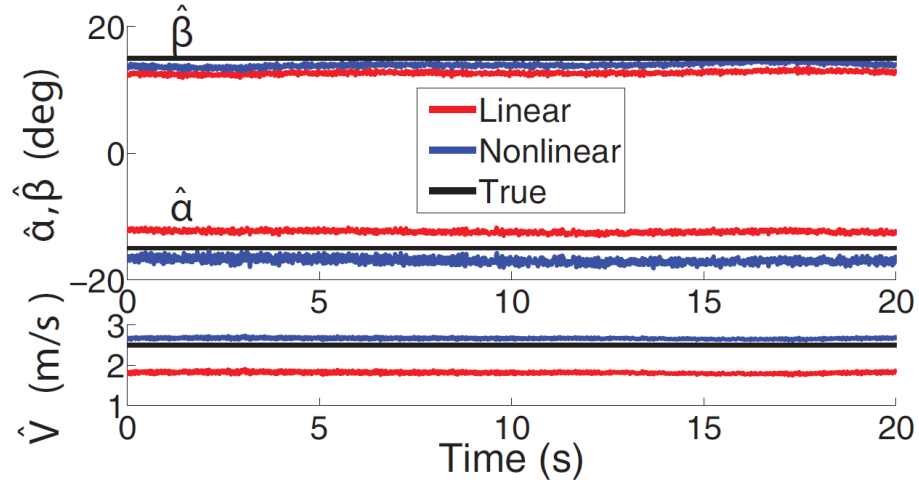 20
β̂
Linear
Nonlinear
True
0
α̂,β̂ (deg)
α̂
−20
0 5 10 15 20
3
2
1
V̂ (m/s )
0 5 10 15 20
Time (s)